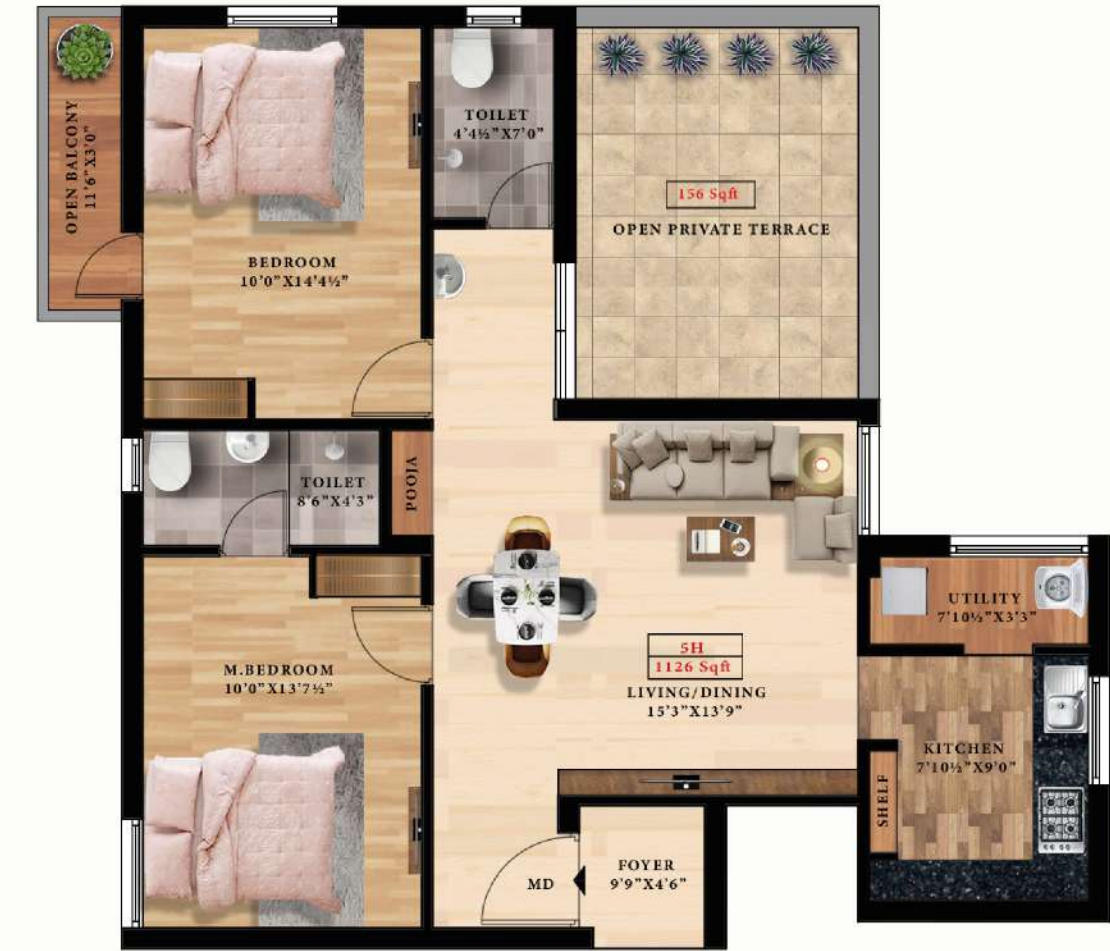 OPEN BALCONY
11'6"X3'0"
BEDROOM
10'0"X14'4½"
TOILET
4'4½"X7'0"
156 Sqft
OPEN PRIVATE TERRACE
TOILET
8'6"X4'3"
POOJA
M.BEDROOM
10'0"X13'7½"
5H
1126 Sqft
LIVING/DINING
15'3"X13'9"
UTILITY
7'10½"X3'3"
KITCHEN
7'10½"X9'0"
SHELF
MD
FOYER
9'9"X4'6"